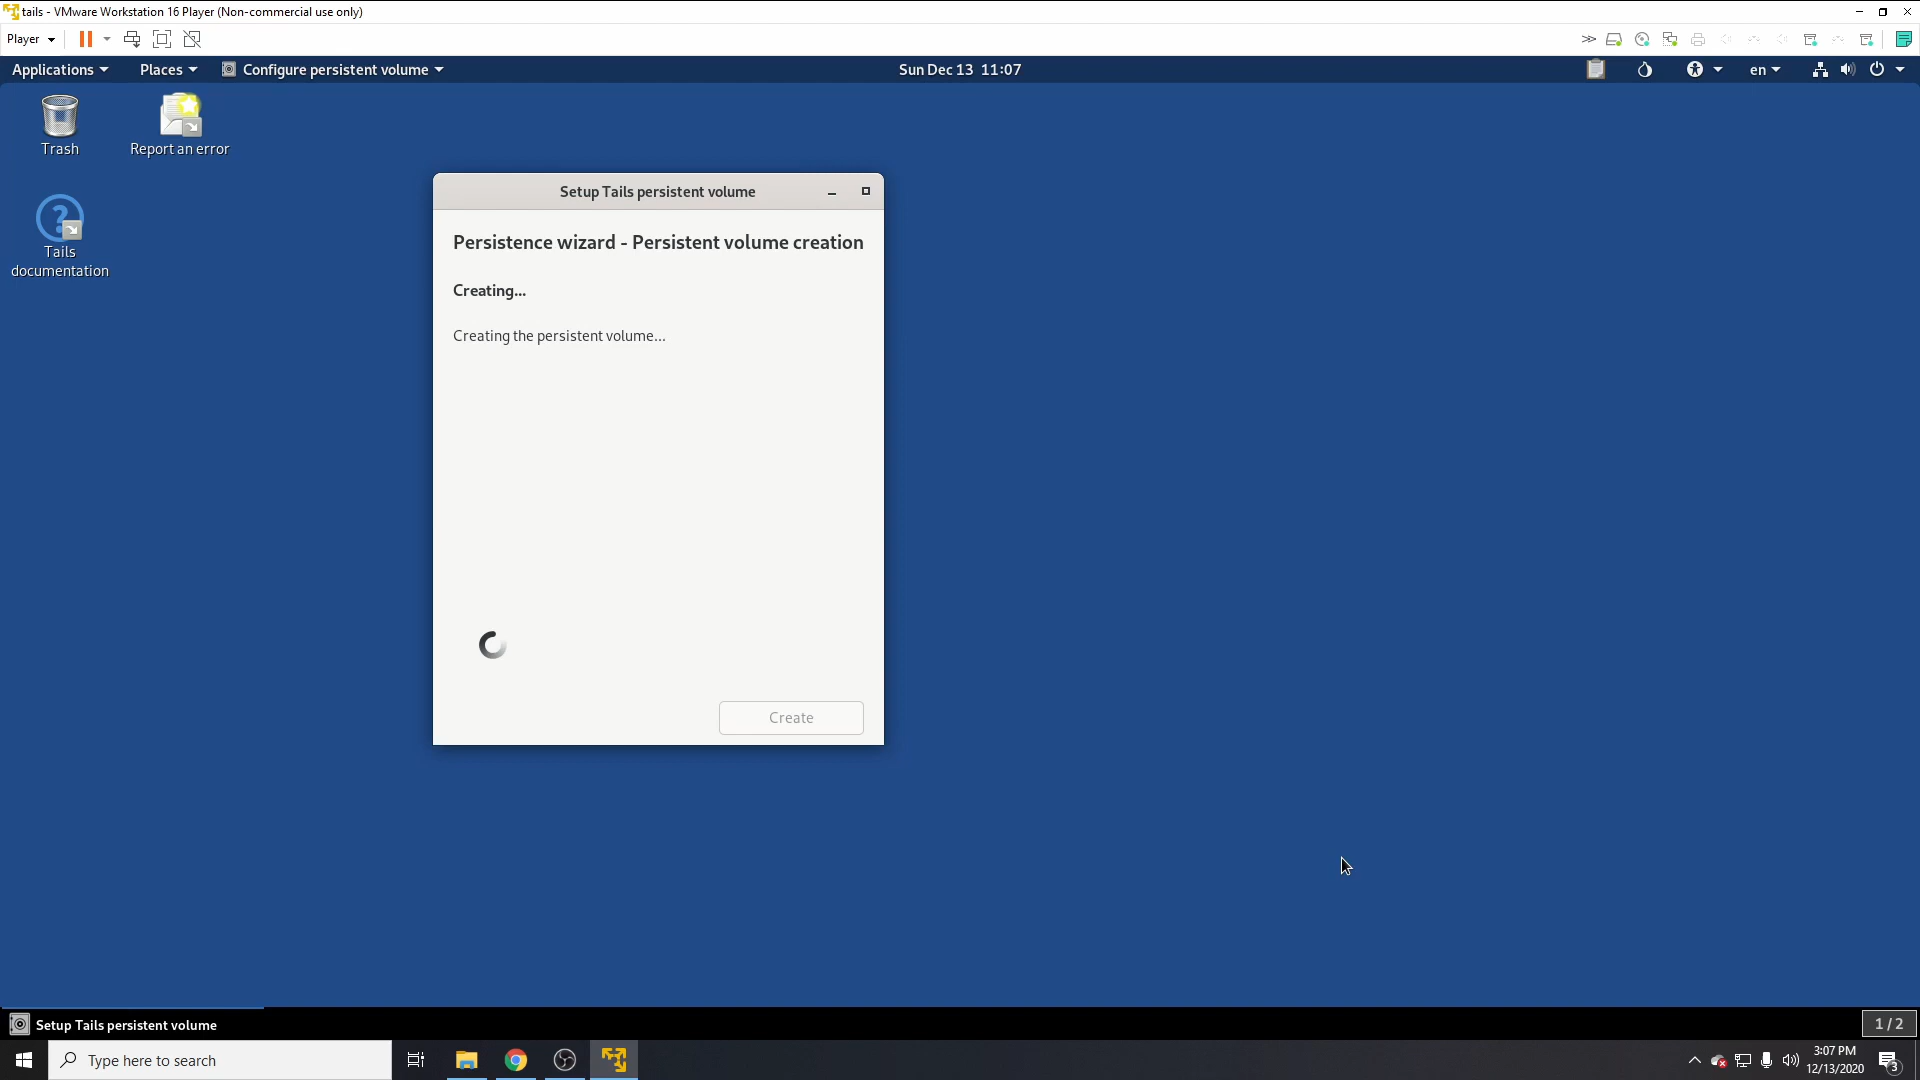 tails - VMware Workstation 16 Player (Non-commercial use only)
Player
Applications
Places
Configure persistent volume
Sun Dec 13 11:07
en
Trash
Report an error
Tails
documentation
Setup Tails persistent volume
Persistence wizard - Persistent volume creation
Creating...
Creating the persistent volume...
Create
Setup Tails persistent volume
1 / 2
Type here to search
3:07 PM
12/13/2020
3